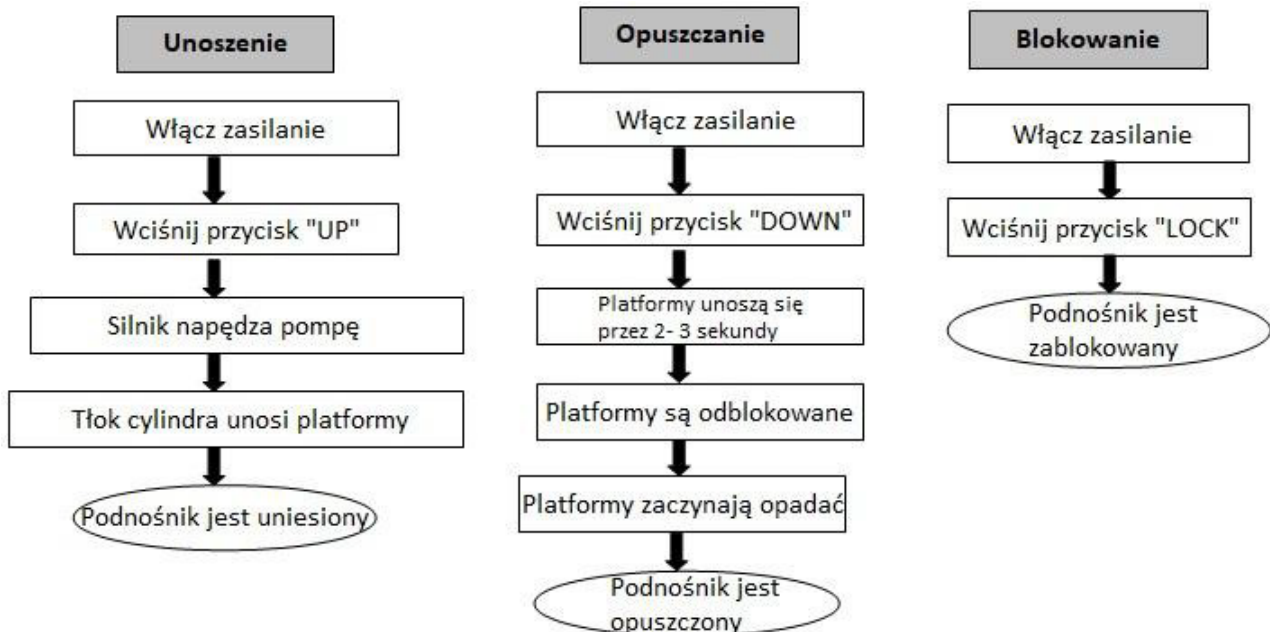 Unoszenie
Włącz zasilanie
Wciśnij przycisk "UP"
Silnik napędza pompę
Tłok cylindra unosi platformy
Podnośnik jest uniesiony
Opuszczanie
Włącz zasilanie
Wciśnij przycisk "DOWN"
Platformy unoszą się
przez 2- 3 sekundy
Platformy są odblokowane
Platformy zaczynają opadać
Podnośnik jest
opuszczony
Blokowanie
Włącz zasilanie
Wciśnij przycisk "LOCK"
Podnośnik jest
zablokowany